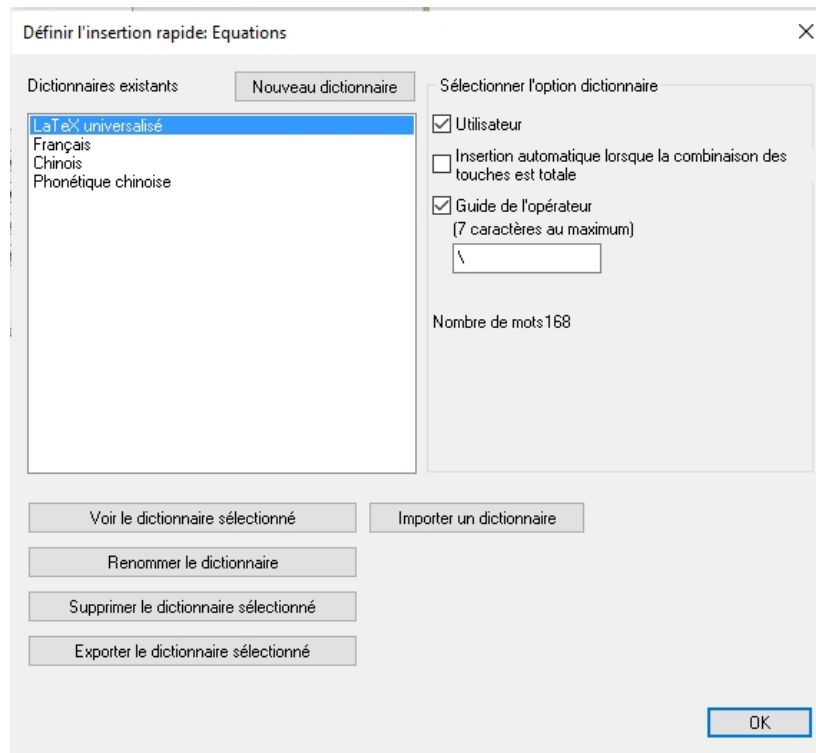 Définir l'insertion rapide: Equations
Dictionnaires existants
Nouveau dictionnaire
LaTeX universalisé
Français
Chinois
Phonétique chinoise
Sélectionner l'option dictionnaire
Utilisateur
Insertion automatique lorsque la combinaison des
touches est totale
Guide de l'opérateur
(7 caractères au maximum)
\
Nombre de mots168
Voir le dictionnaire sélectionné
Importer un dictionnaire
Renommer le dictionnaire
Supprimer le dictionnaire sélectionné
Exporter le dictionnaire sélectionné
OK